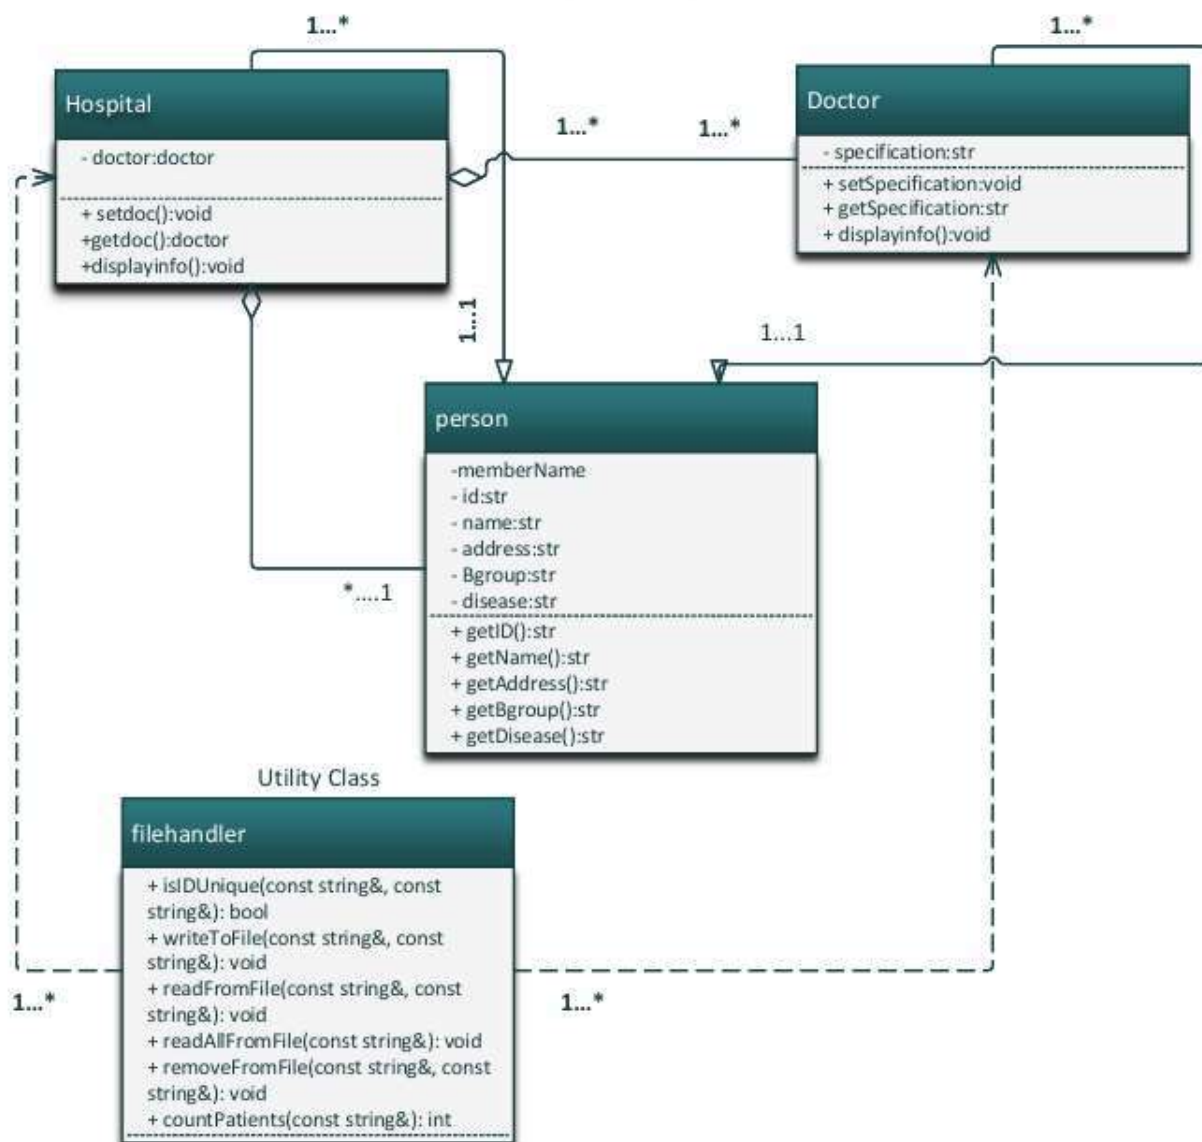 1...*
1...*
Hospital
- doctor:doctor
+ setdoc():void
+getdoc():doctor
+displayinfo():void
1...*
1...*
Doctor
- specification:str
+ setSpecification:void
+ getSpecification:str
+ displayinfo():void
1...1
1...1
person
-memberName
- id:str
- name:str
- address:str
- Bgroup:str
- disease:str
+ getID():str
+ getName():str
+ getAddress():str
+ getBgroup():str
+ getDisease():str
*....1
Utility Class
filehandler
+ isIDUnique(const string&, const
string&): bool
+ writeToFile(const string&, const
string&): void
+ readFromFile(const string&, const
string&): void
+ readAllFromFile(const string&): void
+ removeFromFile(const string&, const
string&): void
+ countPatients(const string&): int
1...*
1...*